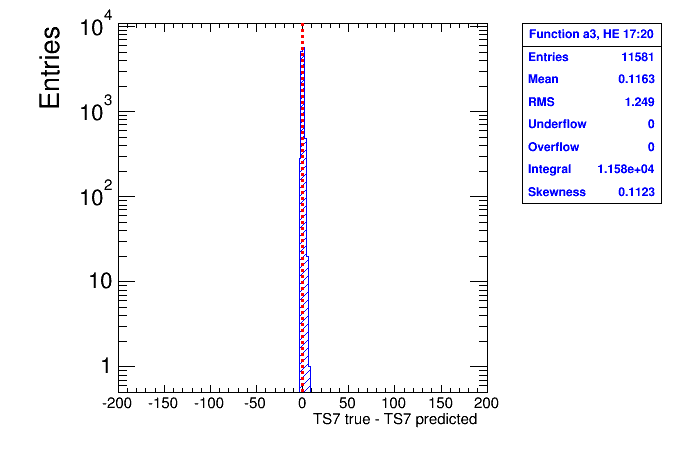 Entries
10^4
10^3
10^2
10
1
-200 -150 -100 -50 0 50 100 150 200
TS7 true - TS7 predicted
Function a3, HE 17:20
Entries 11581
Mean 0.1163
RMS 1.249
Underflow 0
Overflow 0
Integral 1.158e+04
Skewness 0.1123